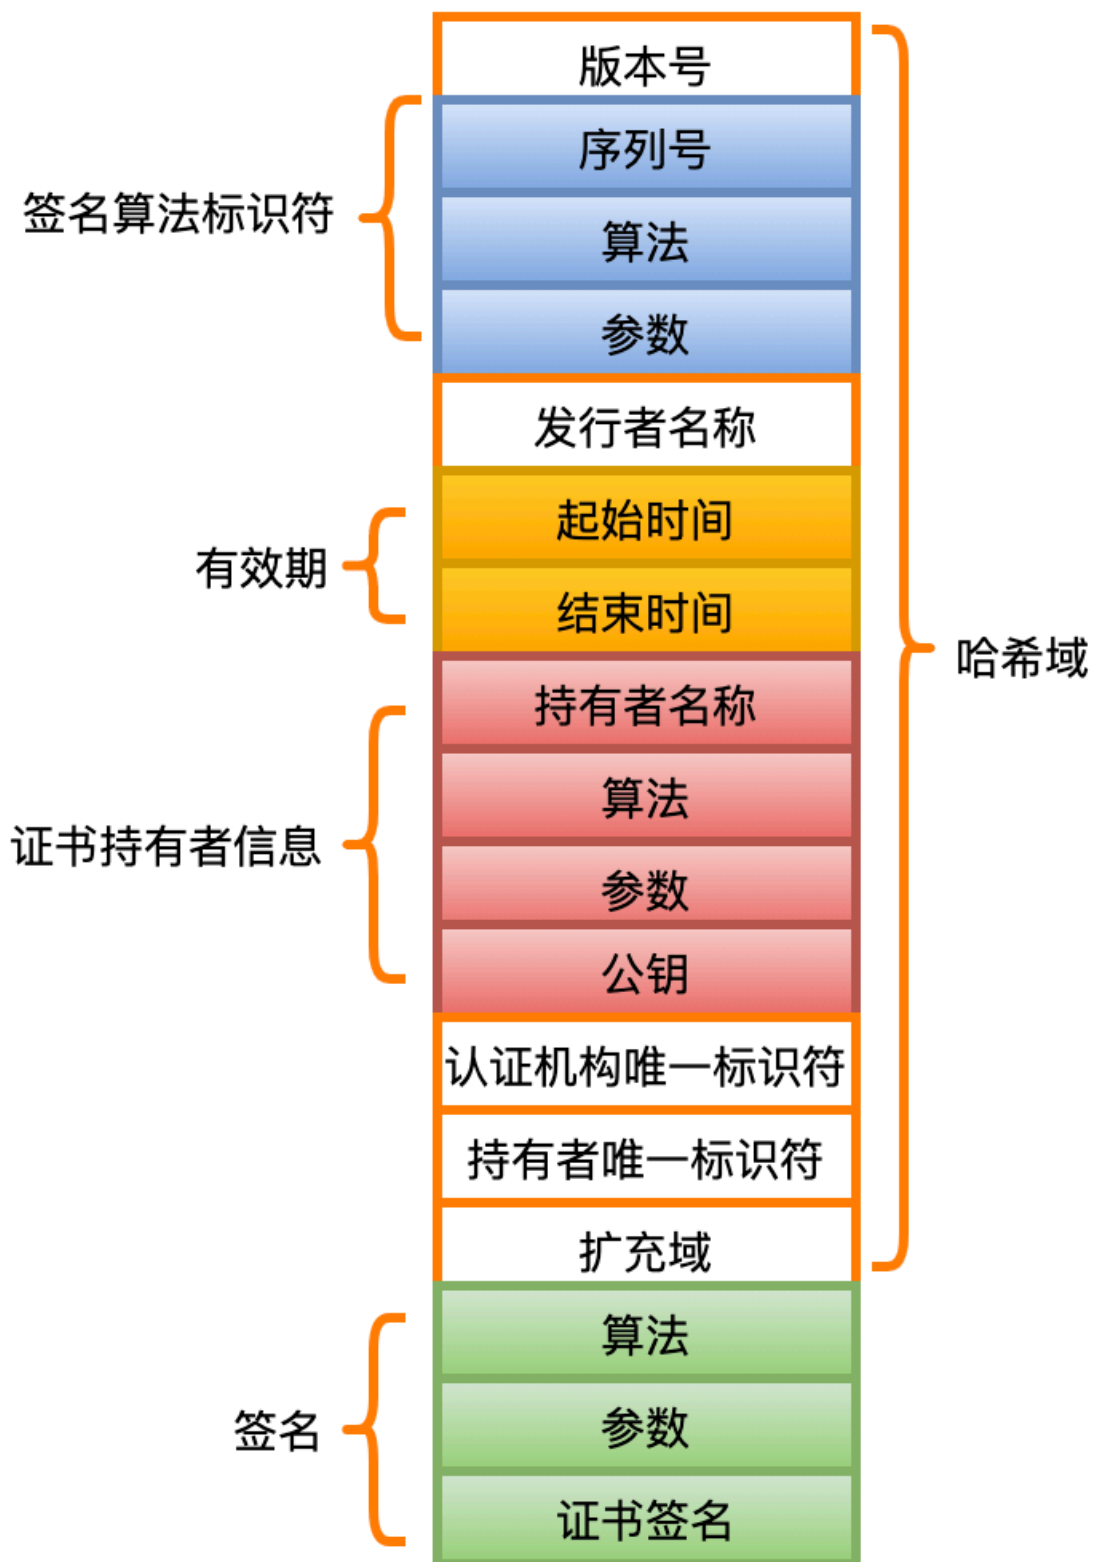 版本号
序列号
签名算法标识符
算法
参数
发行者名称
起始时间
有效期
结束时间
哈希域
持有者名称
算法
证书持有者信息
参数
公钥
认证机构唯一标识符
持有者唯一标识符
扩充域
算法
签名
参数
证书签名